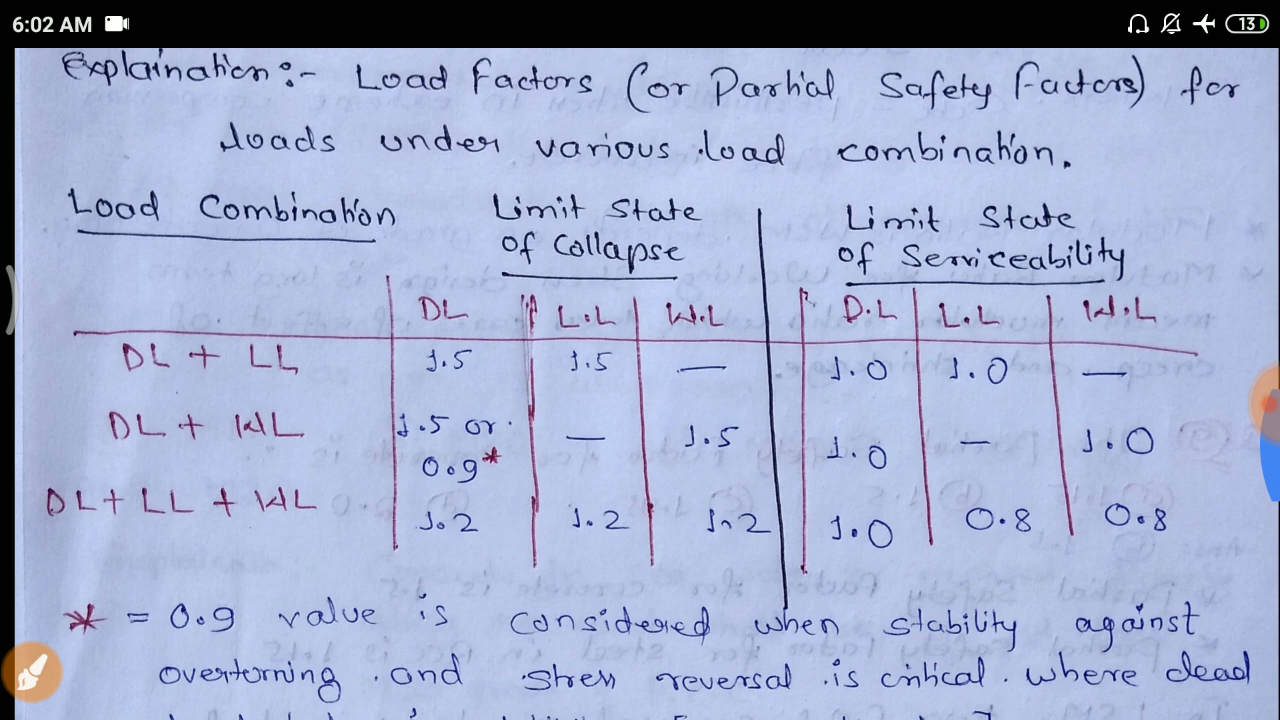 6:02 AM
13
Explaination:- Load Factors (or Partial Safety Factors) for
loads under various load combination.
Load Combination Limit State of Collapse Limit State of Serviceability
DL L.L W.L D.L L.L W.L
DL + LL 1.5 1.5 — 1.0 1.0 —
DL + WL 1.5 or 0.9* — 1.5 1.0 — 1.0
DL + LL + WL 1.2 1.2 1.2 1.0 0.8 0.8
* = 0.9 value is considered when stability against
overturning and stress reversal is critical where dead